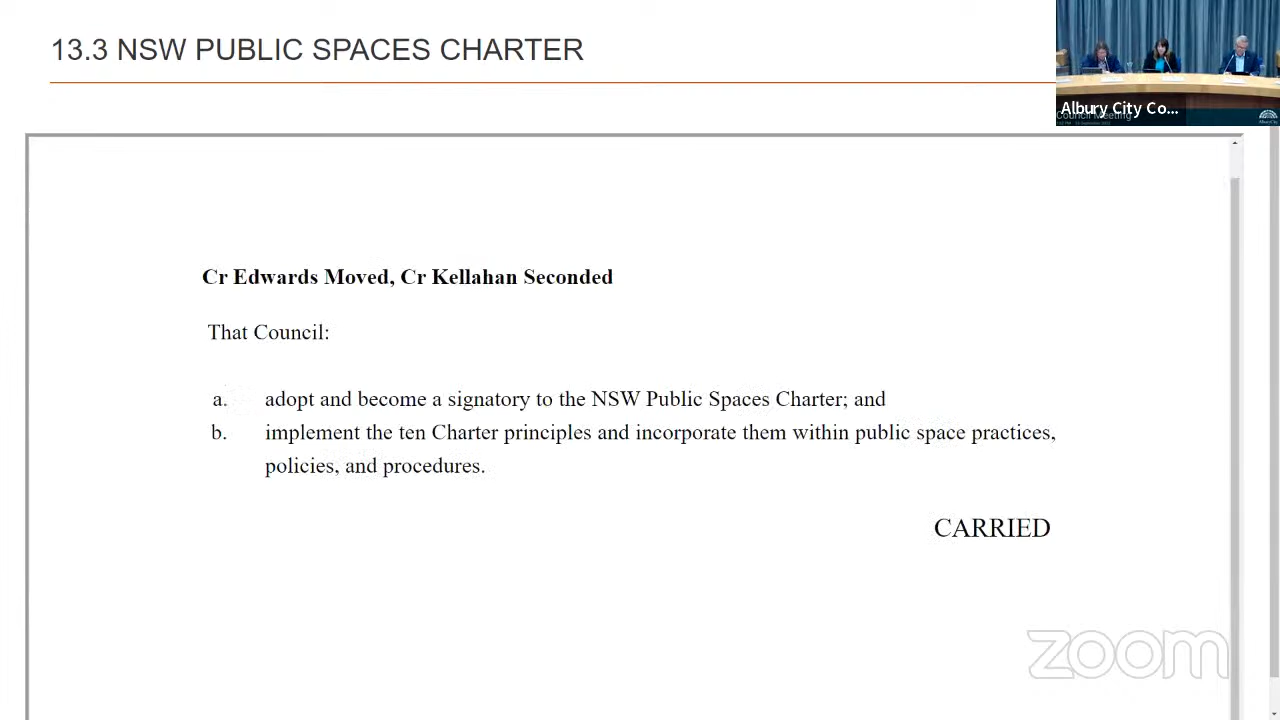 13.3 NSW PUBLIC SPACES CHARTER
Albury City Co...
Council Meeting
Cr Edwards Moved, Cr Kellahan Seconded
That Council:
a. adopt and become a signatory to the NSW Public Spaces Charter; and
b. implement the ten Charter principles and incorporate them within public space practices,
policies, and procedures.
CARRIED
zoom